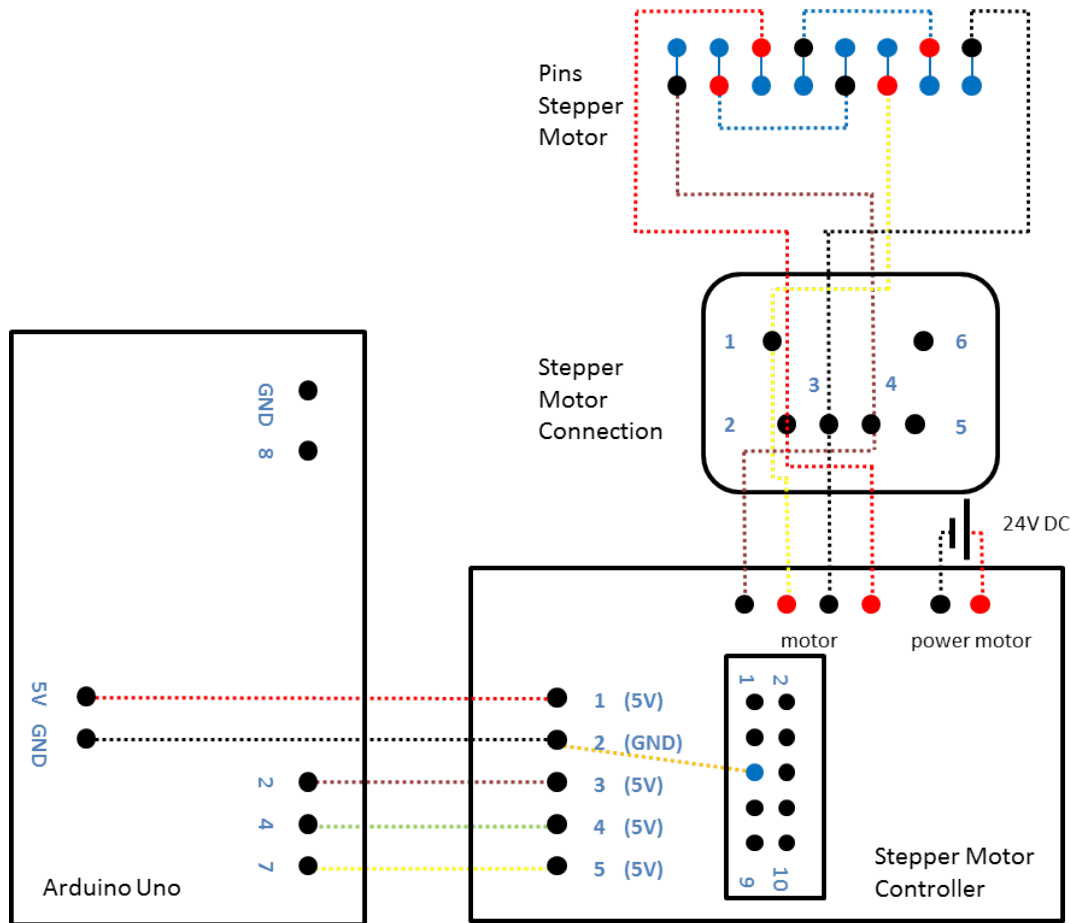 Pins
Stepper
Motor
1
6
3
4
2
5
Stepper
Motor
Connection
GND
8
24V DC
motor
power motor
5V
GND
2
4
7
1 (5V)
2 (GND)
3 (5V)
4 (5V)
5 (5V)
1 2
9 10
Arduino Uno
Stepper Motor
Controller